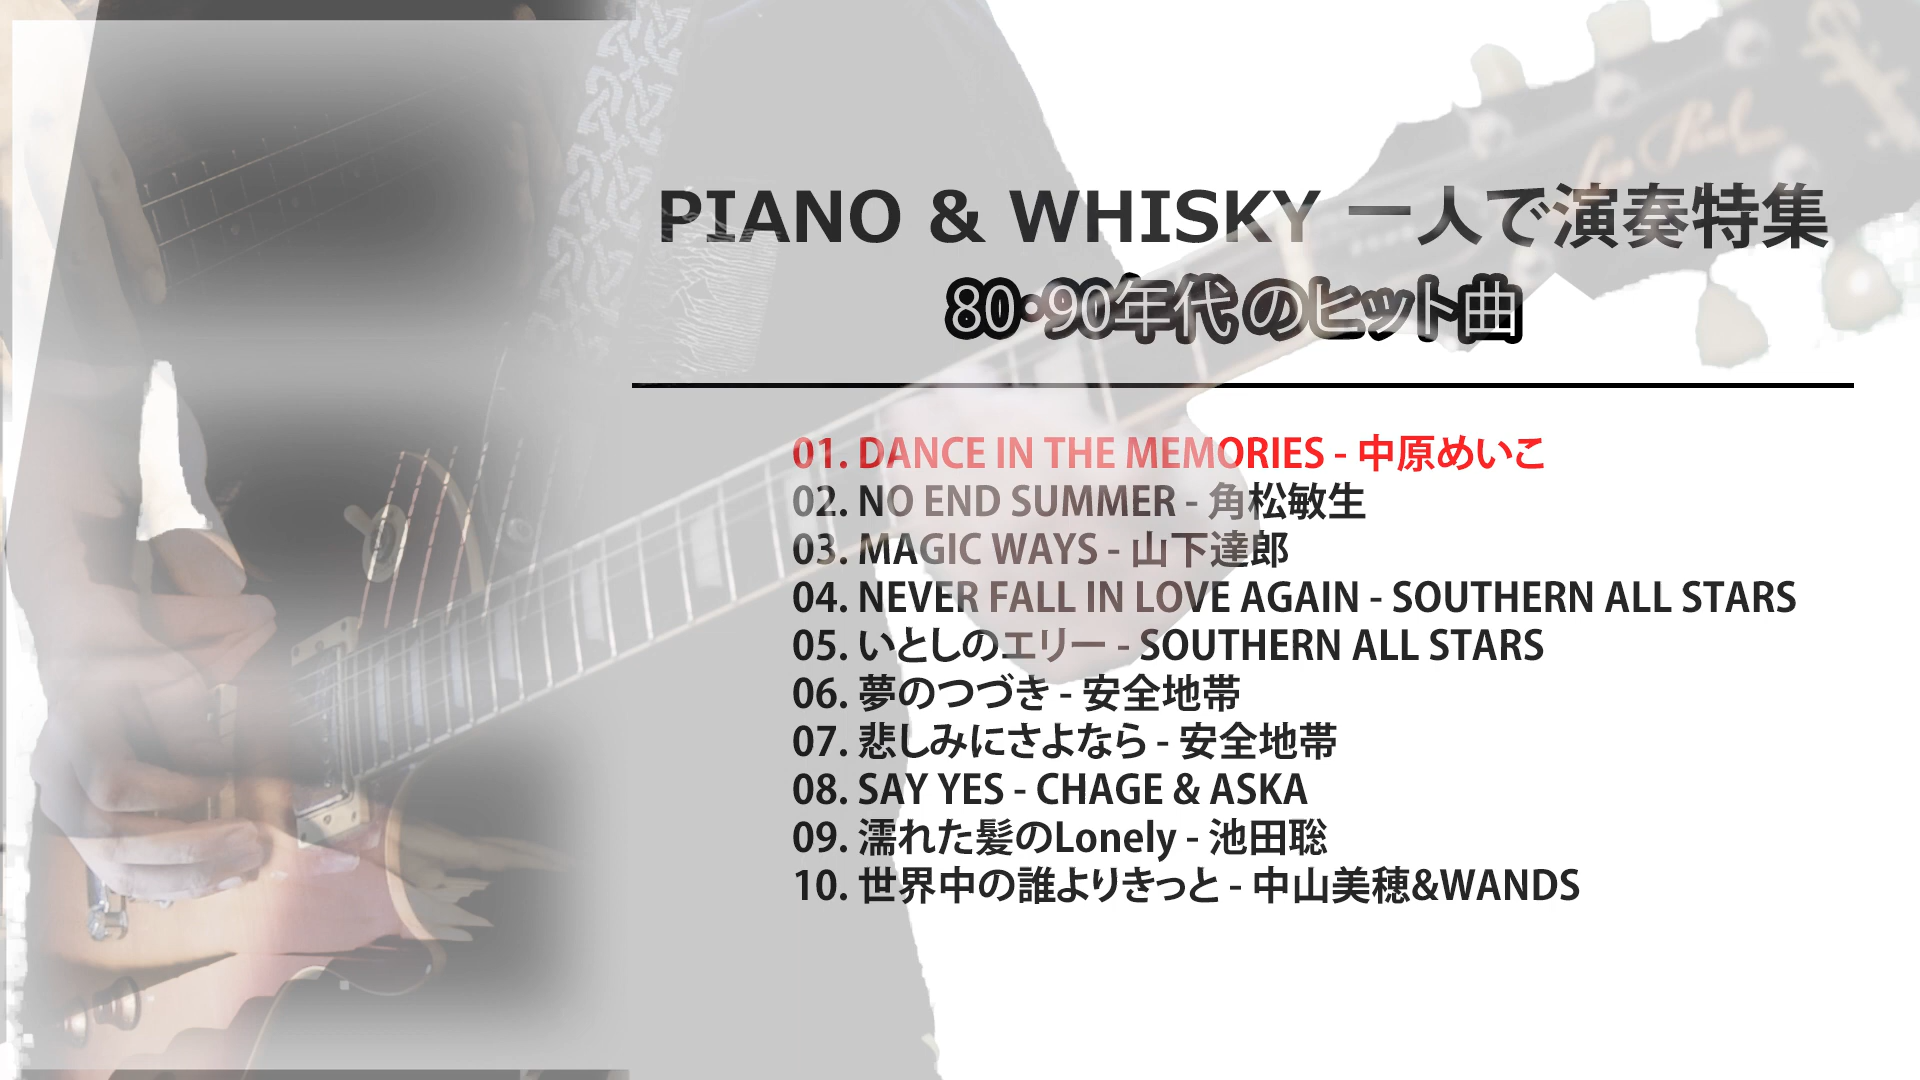 Les Paul
PIANO & WHISKY 一人で演奏特集
80・90年代のヒット曲
01. DANCE IN THE MEMORIES - 中原めいこ
02. NO END SUMMER - 角松敏生
03. MAGIC WAYS - 山下達郎
04. NEVER FALL IN LOVE AGAIN - SOUTHERN ALL STARS
05. いとしのエリー - SOUTHERN ALL STARS
06. 夢のつづき - 安全地帯
07. 悲しみにさよなら - 安全地帯
08. SAY YES - CHAGE & ASKA
09. 濡れた髪のLonely - 池田聡
10. 世界中の誰よりきっと - 中山美穂&WANDS